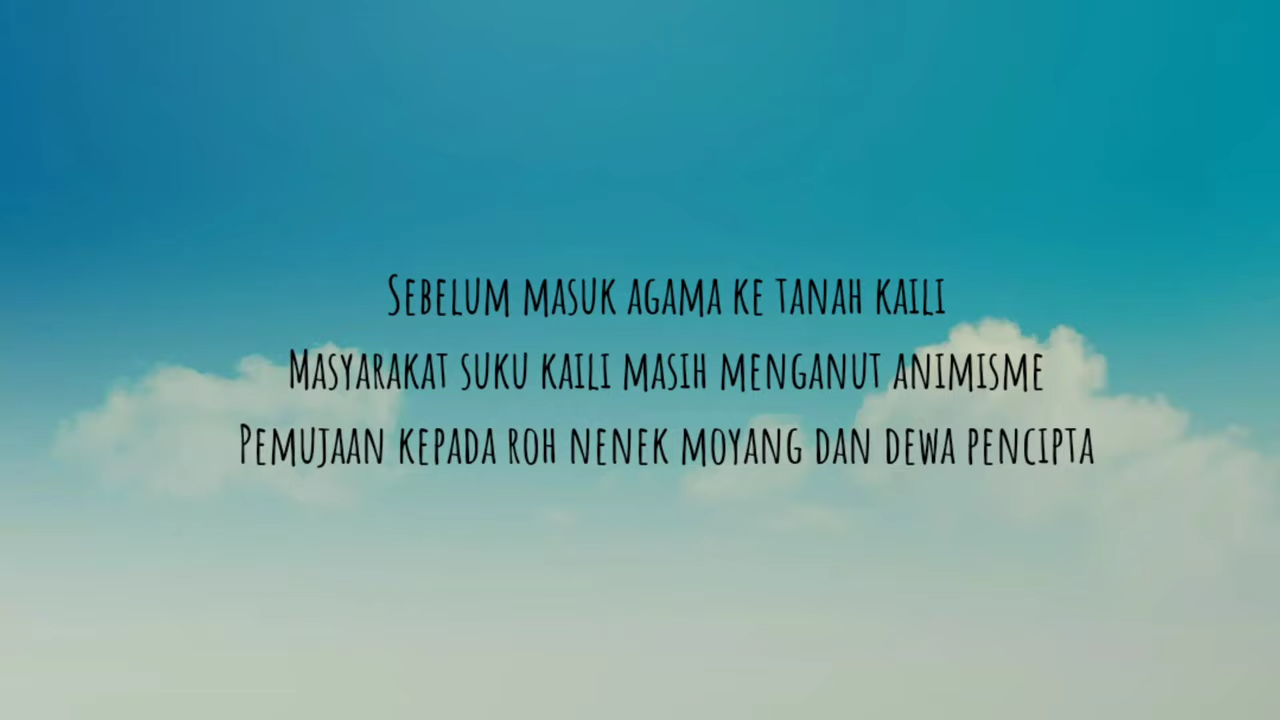 Sebelum masuk agama ke tanah kaili
Masyarakat suku kaili masih menganut animisme
Pemujaan kepada roh nenek moyang dan dewa pencipta